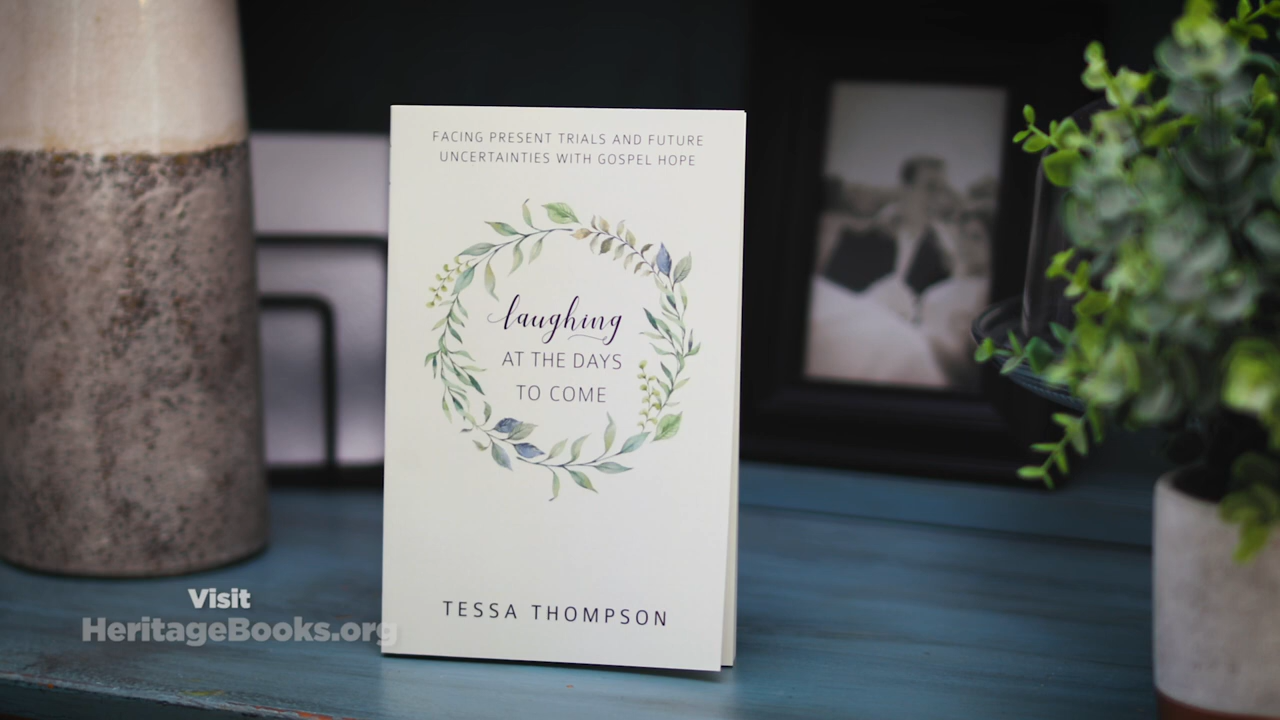 FACING PRESENT TRIALS AND FUTURE
UNCERTAINTIES WITH GOSPEL HOPE
laughing
AT THE DAYS
TO COME
TESSA THOMPSON
Visit
HeritageBooks.org